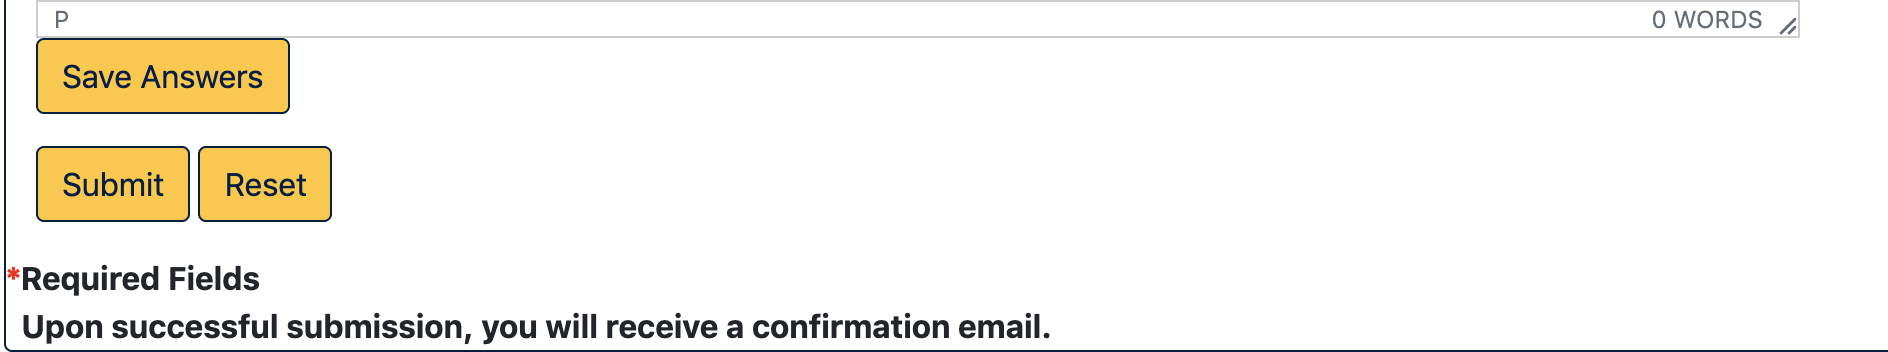 P 0 WORDS
Save Answers
Submit Reset
*Required Fields
Upon successful submission, you will receive a confirmation email.